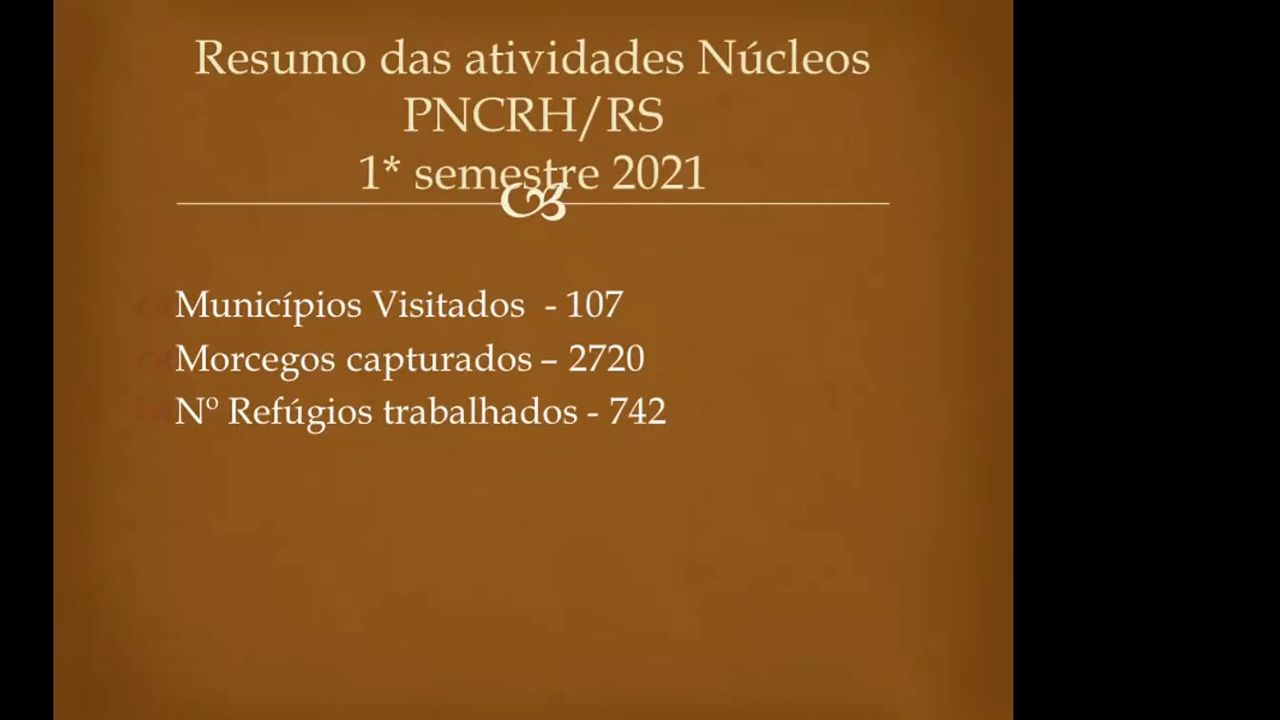 Resumo das atividades Núcleos
PNCRH/RS
1* semestre 2021
Municípios Visitados - 107
Morcegos capturados – 2720
Nº Refúgios trabalhados - 742